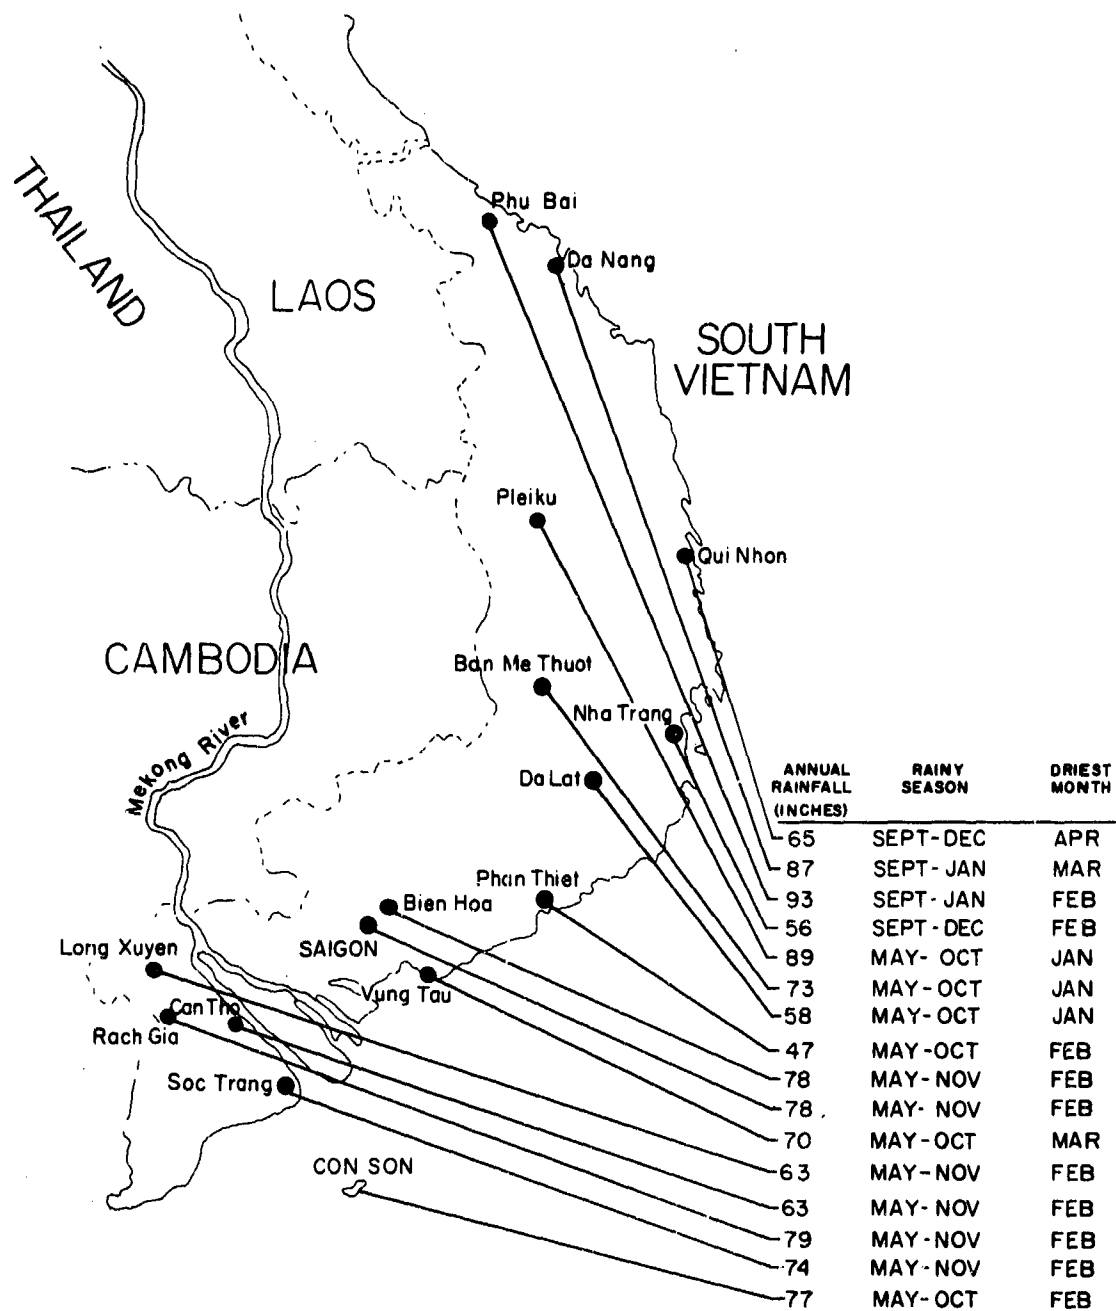 Phu Bai
THAILAND
Da Nang
LAOS
SOUTH
VIETNAM
Pleiku
Qui Nhon
CAMBODIA
Ban Me Thuot
Nha Trang
Mekong River
Da Lat
ANNUAL RAINFALL (INCHES) RAINY SEASON DRIEST MONTH
65 SEPT-DEC APR
87 SEPT-JAN MAR
93 SEPT-JAN FEB
56 SEPT-DEC FEB
89 MAY-OCT JAN
73 MAY-OCT JAN
58 MAY-OCT JAN
47 MAY-OCT FEB
78 MAY-NOV FEB
78 MAY-NOV FEB
70 MAY-OCT MAR
63 MAY-NOV FEB
63 MAY-NOV FEB
79 MAY-NOV FEB
74 MAY-NOV FEB
77 MAY-OCT FEB
Phan Thiet
Bien Hoa
SAIGON
Long Xuyen
Vung Tau
Can Tho
Rach Gia
Soc Trang
CON SON